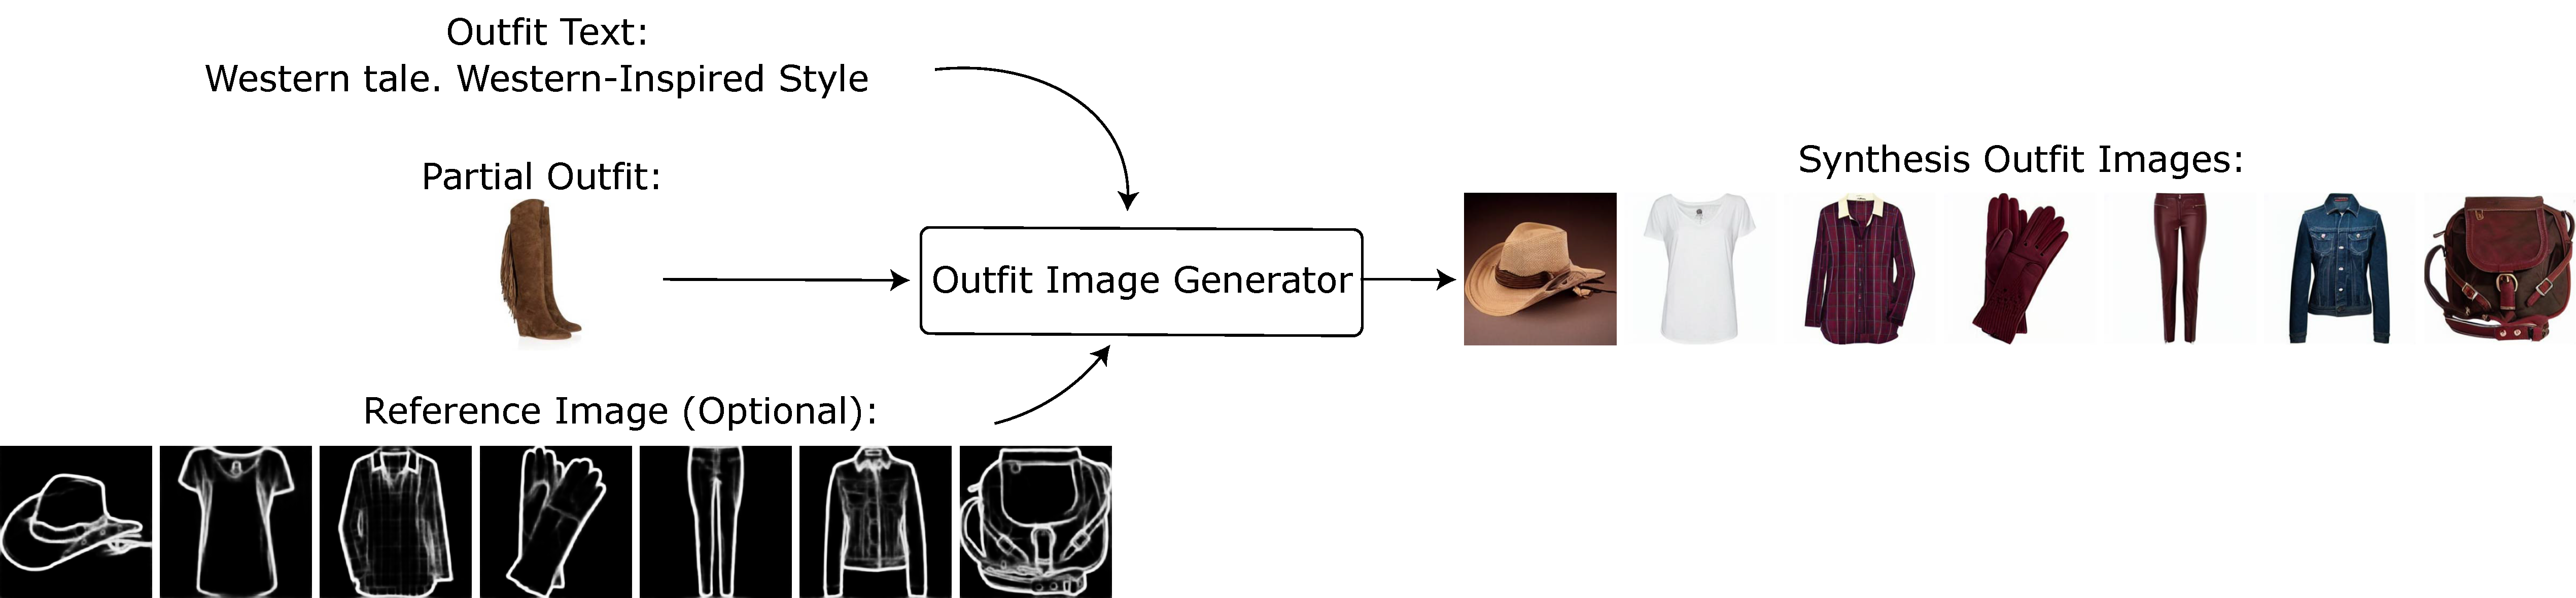 Outfit Text:
Western tale. Western-Inspired Style
Partial Outfit:
Synthesis Outfit Images:
Outfit Image Generator
Reference Image (Optional):